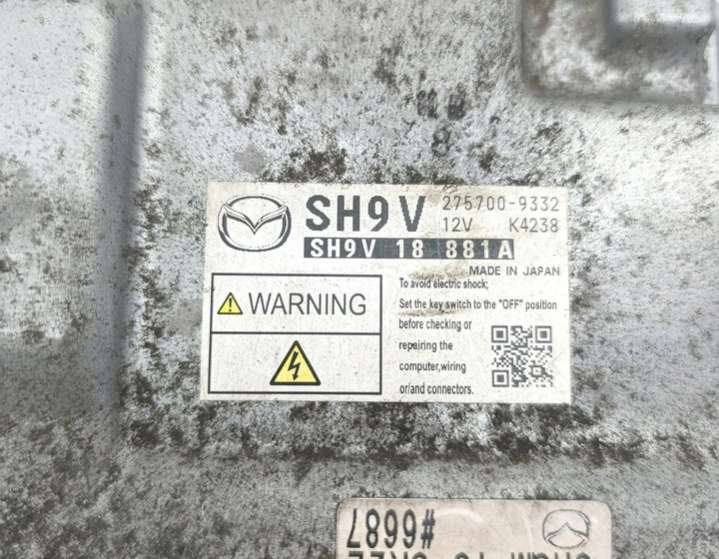 SH9V
275700-9332
12V K4238
SH9V 18 881A
MADE IN JAPAN
WARNING
To avoid electric shock;
Set the key switch to the "OFF" position
before checking or
repairing the
computer,wiring
or/and connectors.
#6687